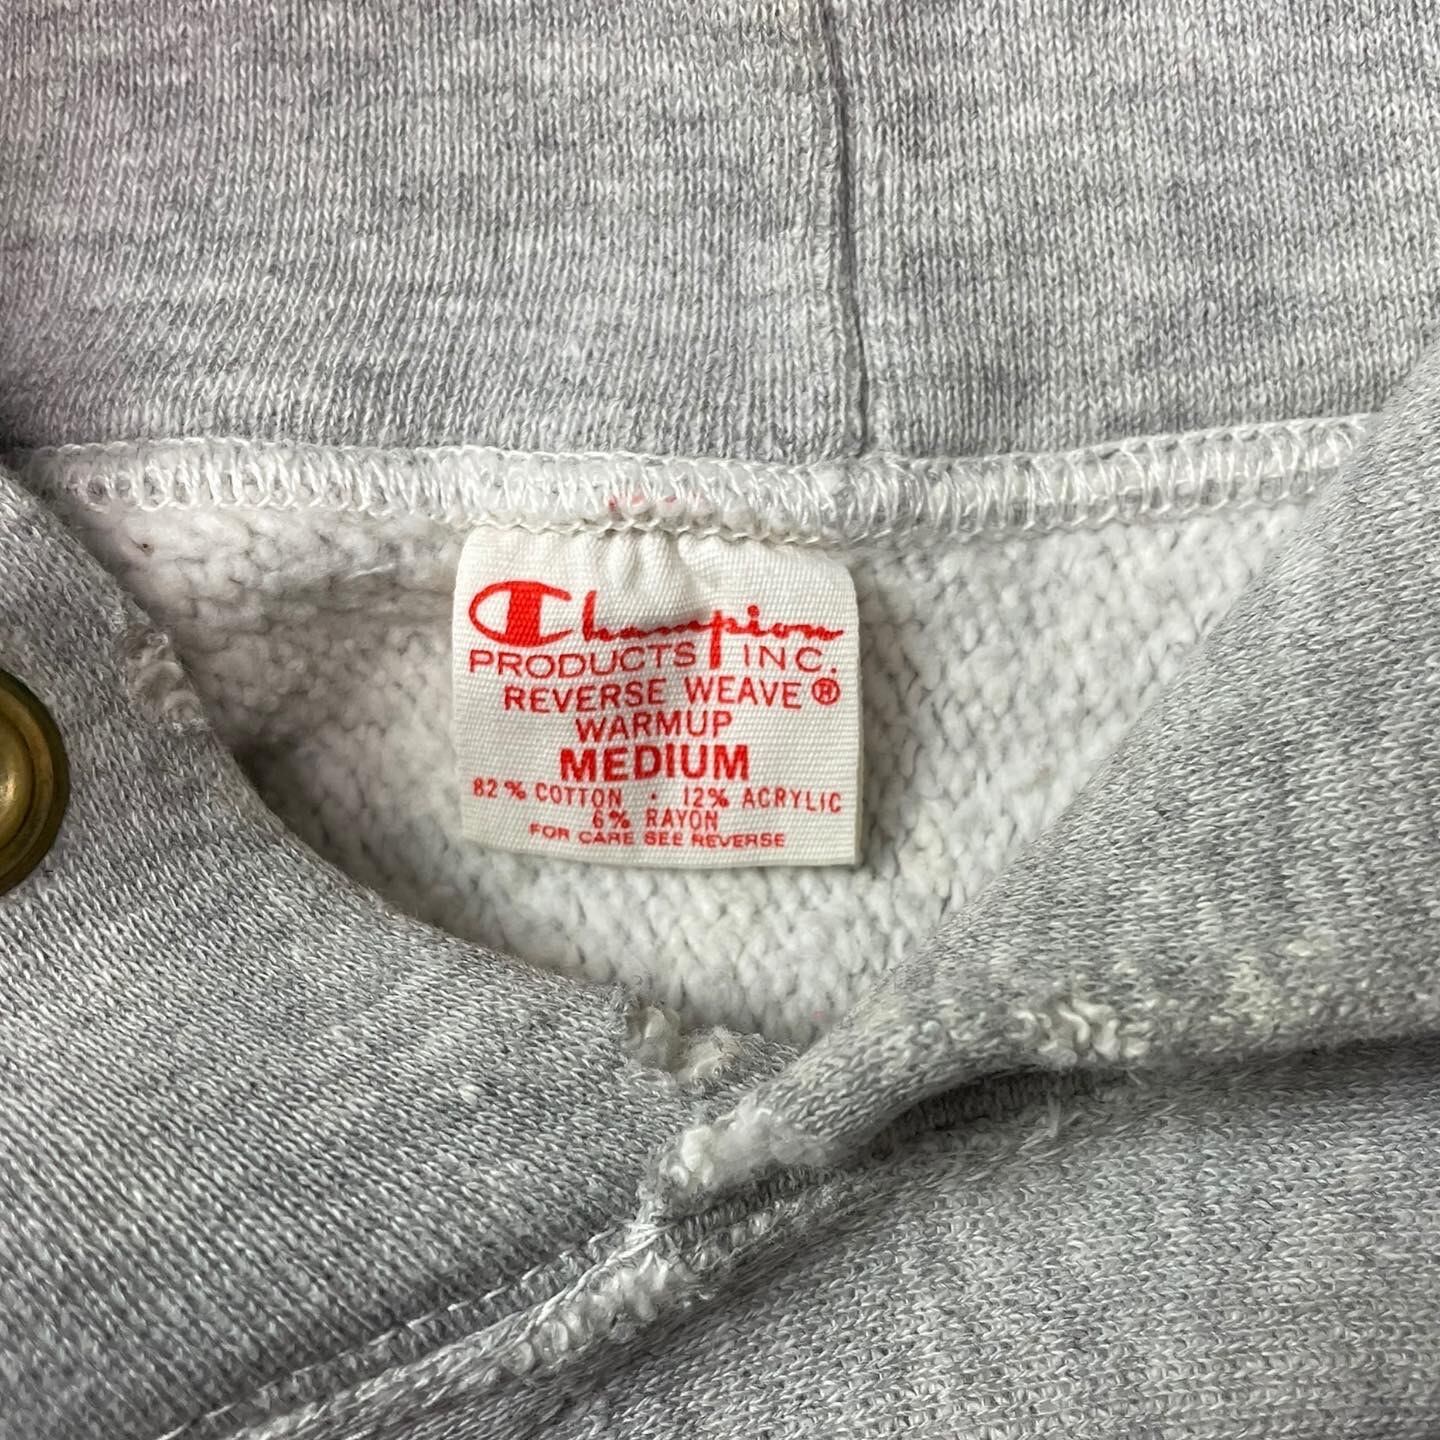 Champion
PRODUCTS INC.
REVERSE WEAVE®
WARMUP
MEDIUM
82% COTTON · 12% ACRYLIC
6% RAYON
FOR CARE SEE REVERSE